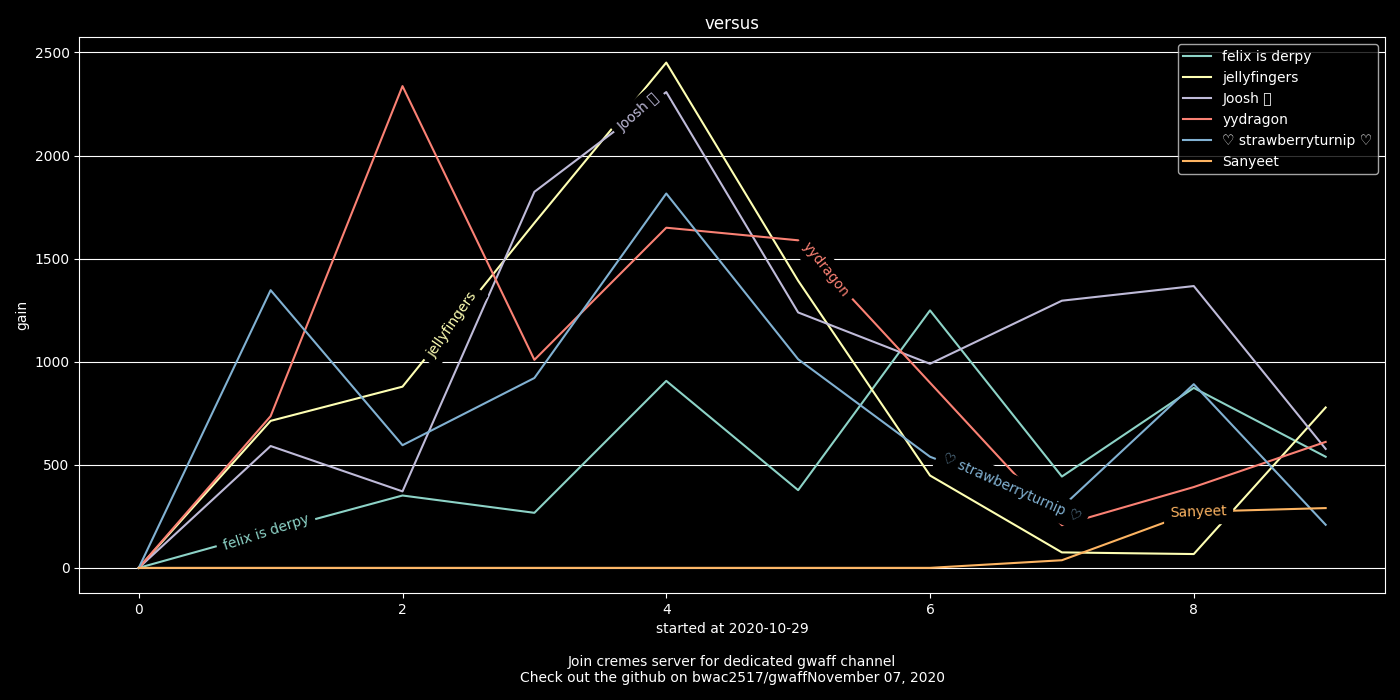 versus
2500
2000
1500
1000
500
0
gain
felix is derpy
jellyfingers
Joosh
yydragon
♡ strawberryturnip ♡
Sanyeet
Joosh
yydragon
jellyfingers
♡ strawberryturnip ♡
Sanyeet
felix is derpy
0 2 4 6 8
started at 2020-10-29
Join cremes server for dedicated gwaff channel
Check out the github on bwac2517/gwaffNovember 07, 2020